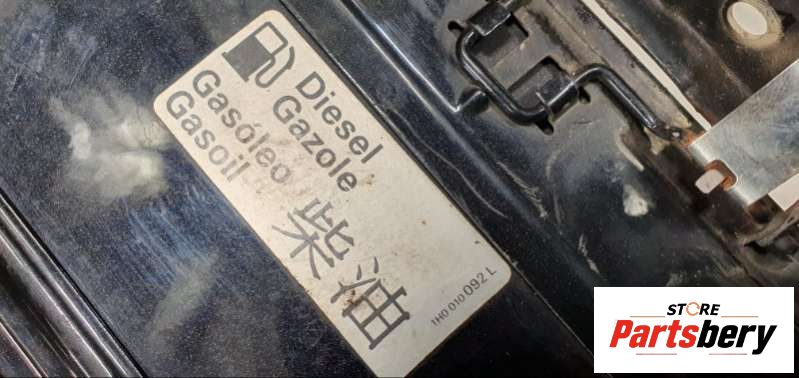 Diesel
Gazole
Gasóleo
Gasoil
柴油
1H0 010 092 L
STORE
Partsbery